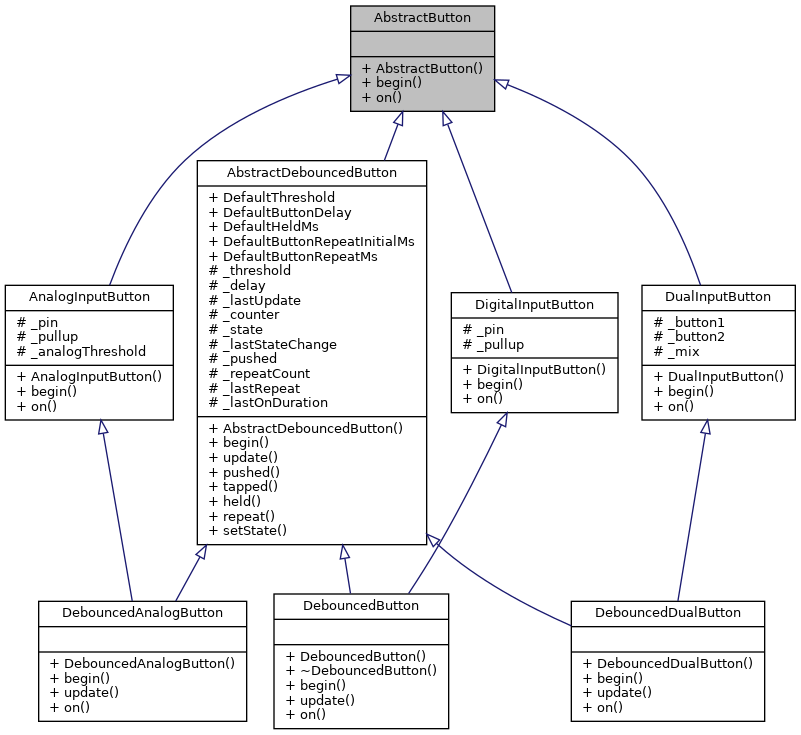 AbstractButton
+ AbstractButton()
+ begin()
+ on()
AbstractDebouncedButton
+ DefaultThreshold
+ DefaultButtonDelay
+ DefaultHeldMs
+ DefaultButtonRepeatInitialMs
+ DefaultButtonRepeatMs
# _threshold
# _delay
# _lastUpdate
# _counter
# _state
# _lastStateChange
# _pushed
# _repeatCount
# _lastRepeat
# _lastOnDuration
+ AbstractDebouncedButton()
+ begin()
+ update()
+ pushed()
+ tapped()
+ held()
+ repeat()
+ setState()
AnalogInputButton
# _pin
# _pullup
# _analogThreshold
+ AnalogInputButton()
+ begin()
+ on()
DigitalInputButton
# _pin
# _pullup
+ DigitalInputButton()
+ begin()
+ on()
DualInputButton
# _button1
# _button2
# _mix
+ DualInputButton()
+ begin()
+ on()
DebouncedAnalogButton
+ DebouncedAnalogButton()
+ begin()
+ update()
+ on()
DebouncedButton
+ DebouncedButton()
+ ~DebouncedButton()
+ begin()
+ update()
+ on()
DebouncedDualButton
+ DebouncedDualButton()
+ begin()
+ update()
+ on()